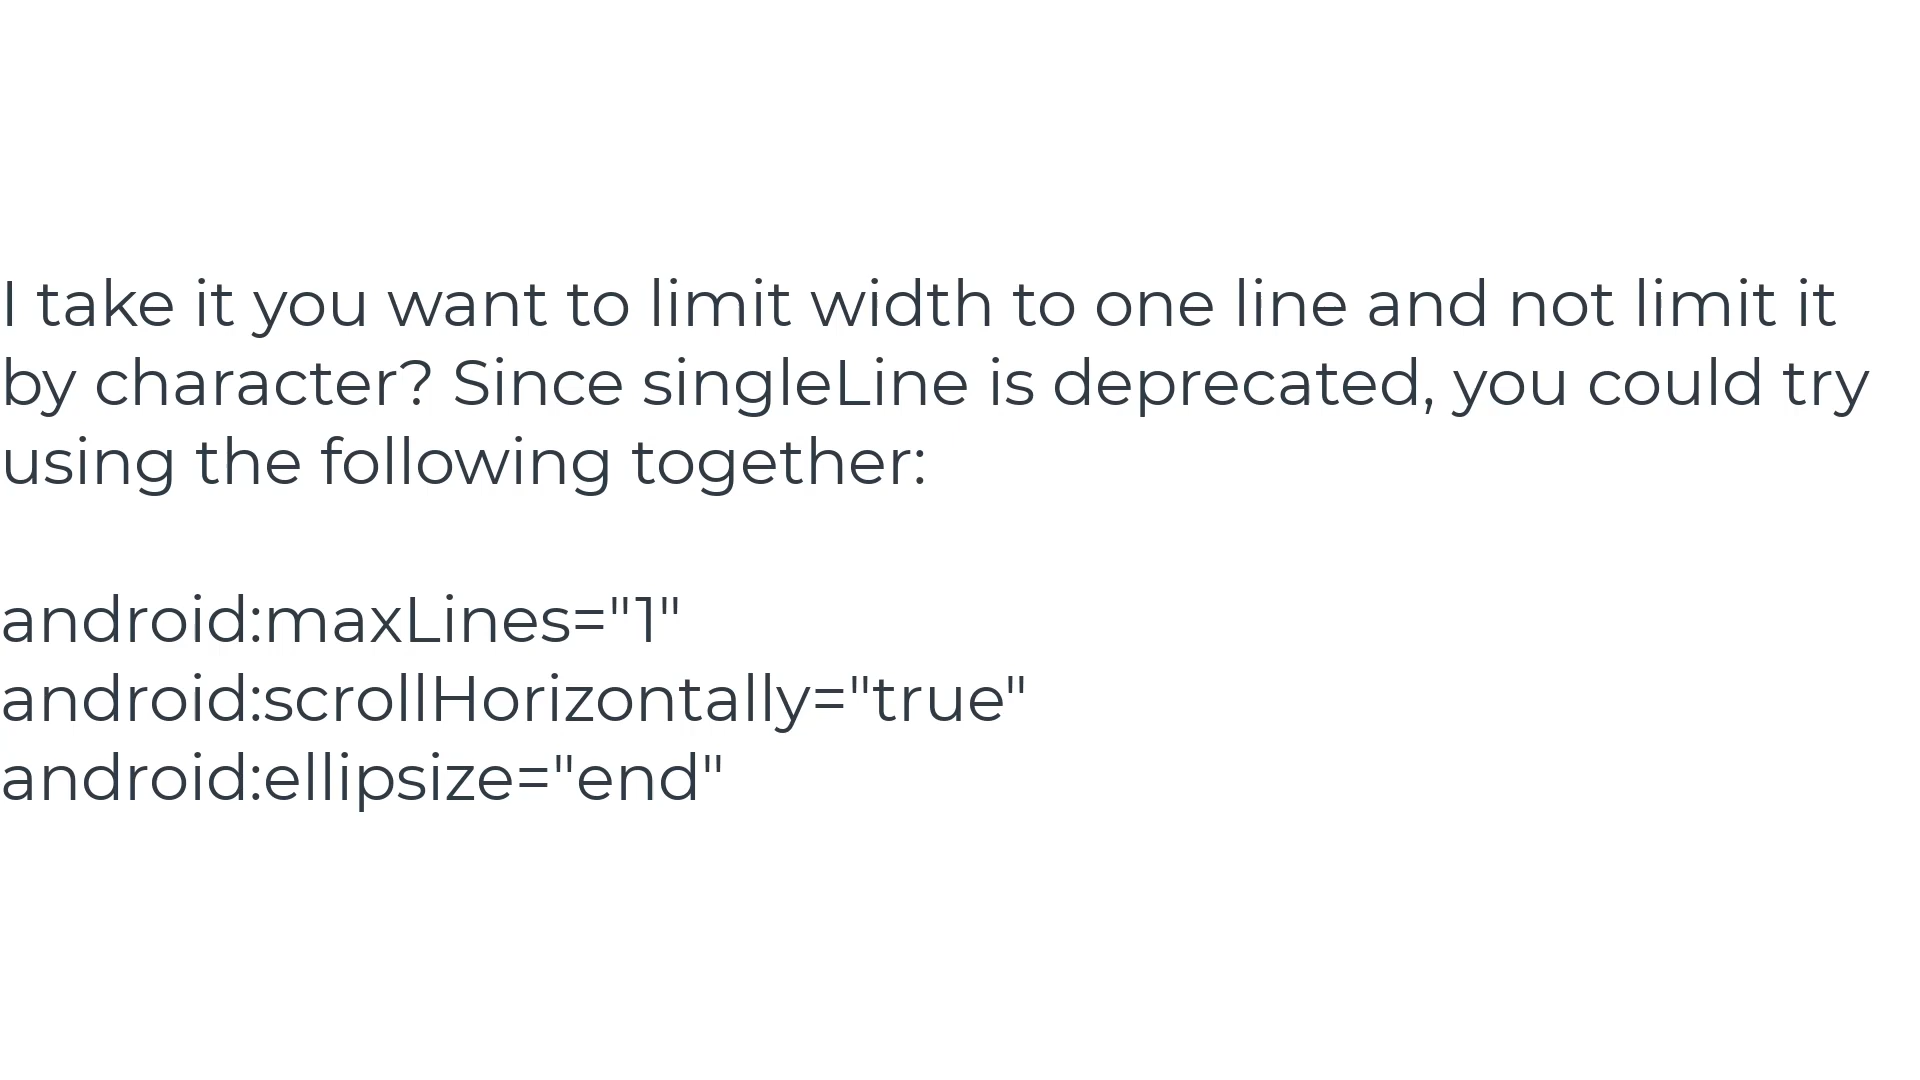 I take it you want to limit width to one line and not limit it
by character? Since singleLine is deprecated, you could try
using the following together:
android:maxLines="1"
android:scrollHorizontally="true"
android:ellipsize="end"